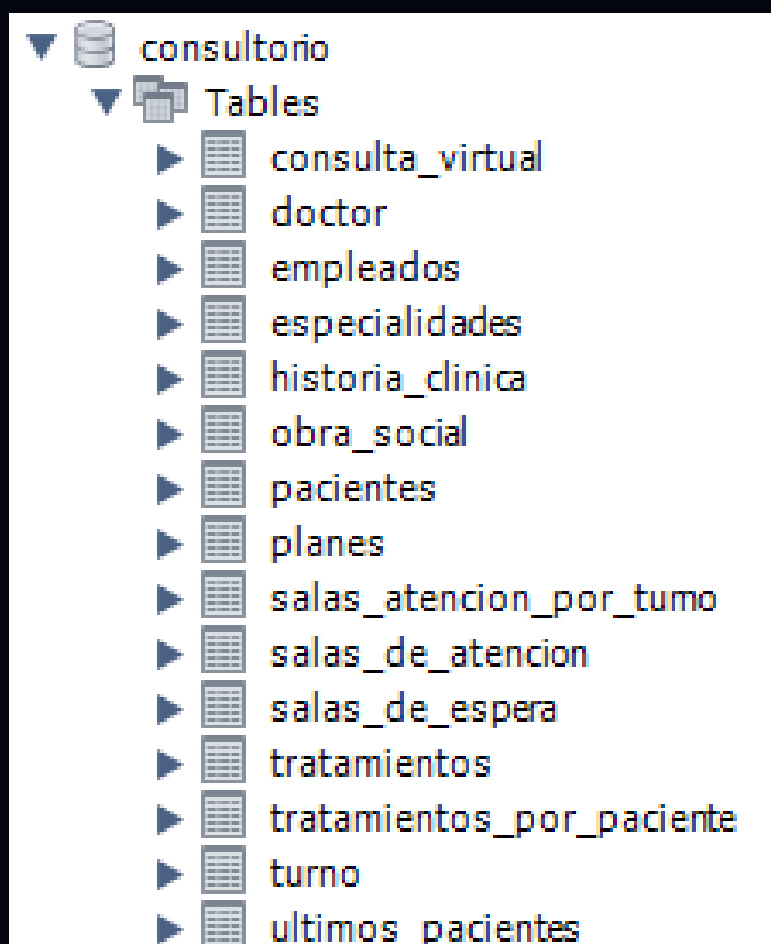 consultorio
Tables
consulta_virtual
doctor
empleados
especialidades
historia_clinica
obra_social
pacientes
planes
salas_atencion_por_turno
salas_de_atencion
salas_de_espera
tratamientos
tratamientos_por_paciente
turno
ultimos_pacientes